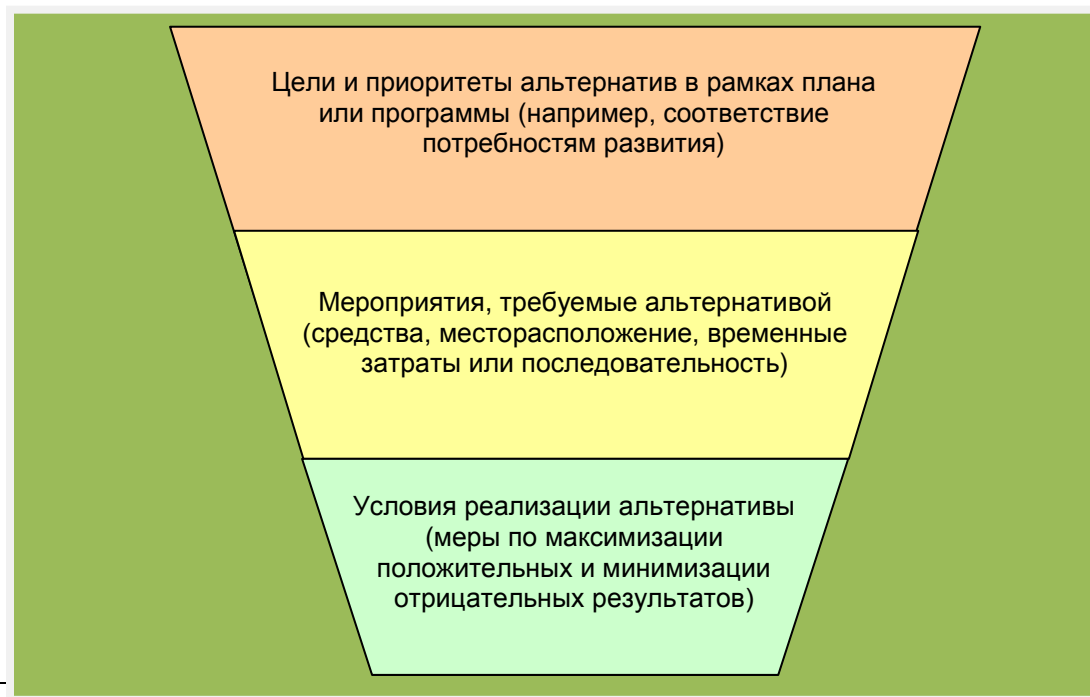 Цели и приоритеты альтернатив в рамках плана
или программы (например, соответствие
потребностям развития)
Мероприятия, требуемые альтернативой
(средства, месторасположение, временные
затраты или последовательность)
Условия реализации альтернативы
(меры по максимизации
положительных и минимизации
отрицательных результатов)